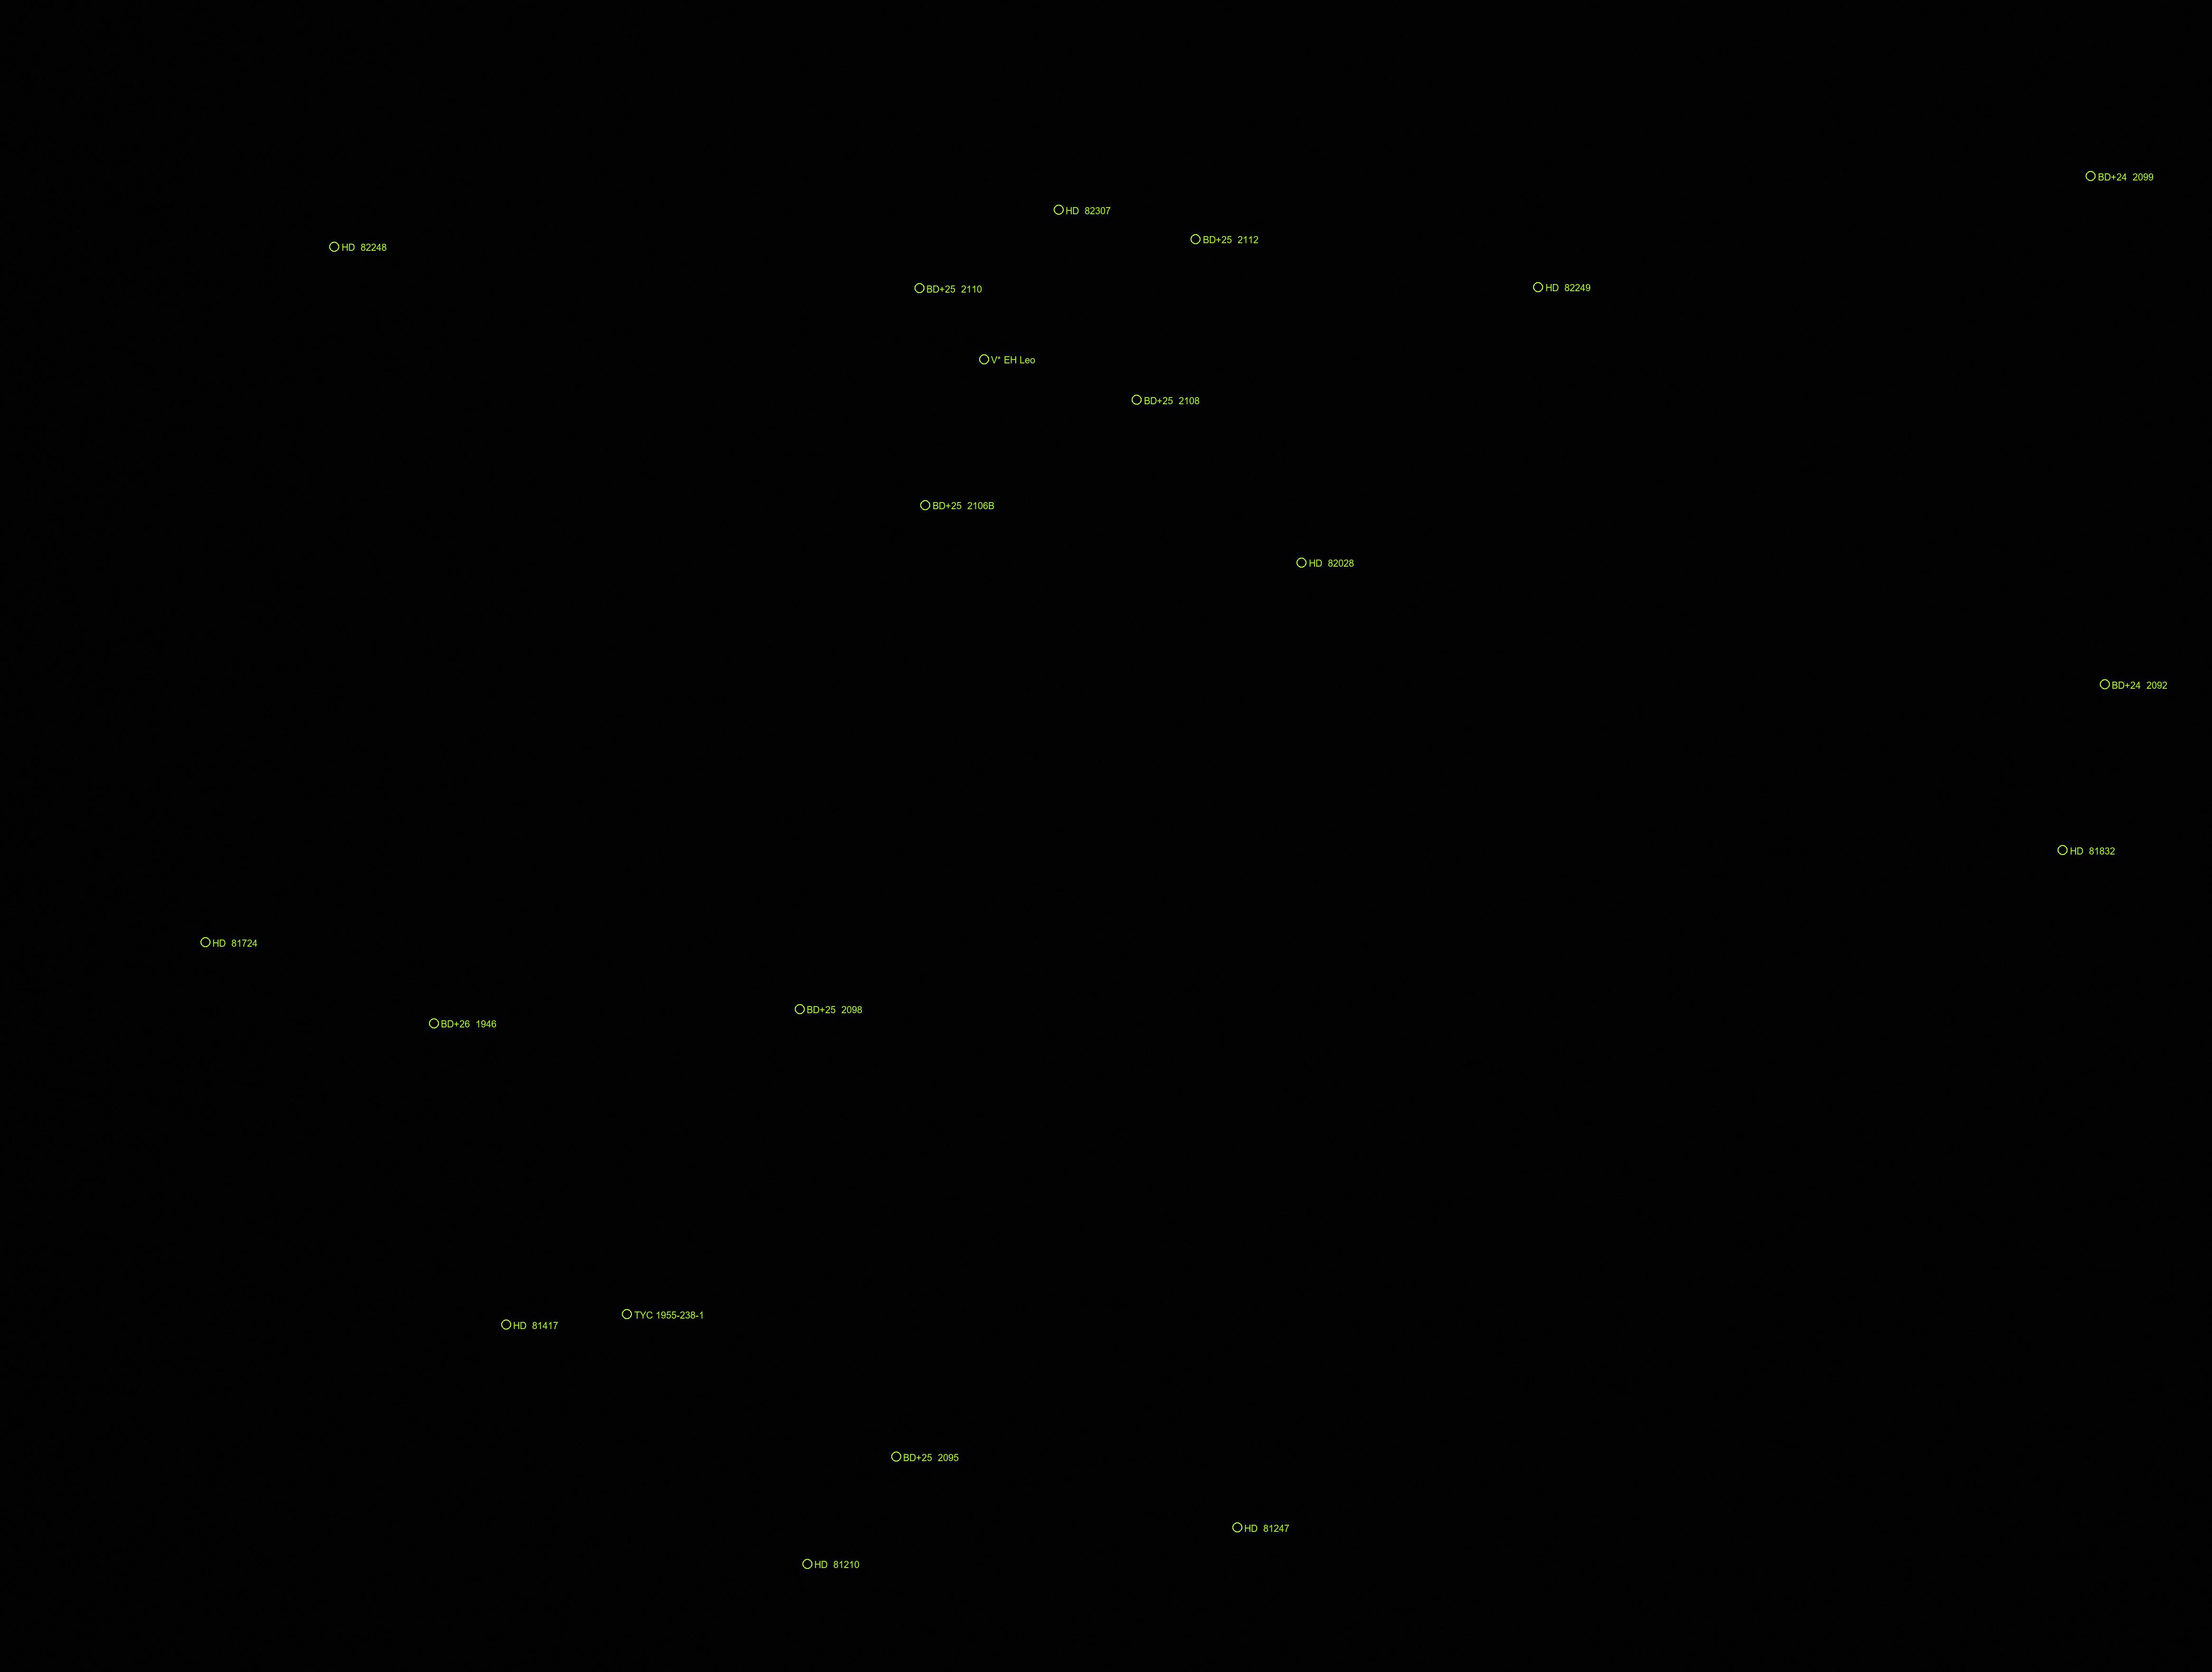 BD+24 2099
HD 82307
BD+25 2112
HD 82248
BD+25 2110
HD 82249
V* EH Leo
BD+25 2108
BD+25 2106B
HD 82028
BD+24 2092
HD 81832
HD 81724
BD+25 2098
BD+26 1946
TYC 1955-238-1
HD 81417
BD+25 2095
HD 81247
HD 81210